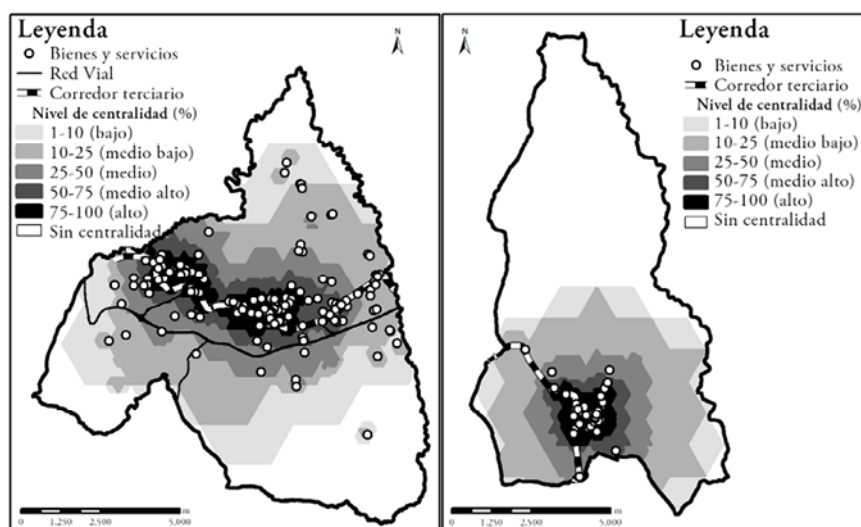 Leyenda
N
Bienes y servicios
Red Vial
Corredor terciario
Nivel de centralidad (%)
1-10 (bajo)
10-25 (medio bajo)
25-50 (medio)
50-75 (medio alto)
75-100 (alto)
Sin centralidad
m
0 1.250 2.500 5.000
Leyenda
N
Bienes y servicios
Corredor terciario
Nivel de centralidad (%)
1-10 (bajo)
10-25 (medio bajo)
25-50 (medio)
50-75 (medio alto)
75-100 (alto)
Sin centralidad
m
0 1.250 2.500 5.000